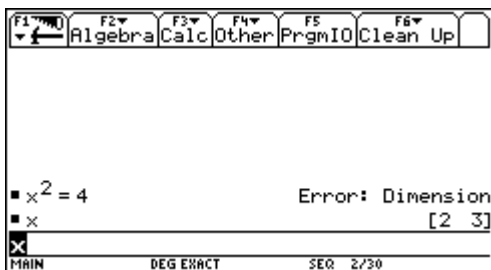 F1 F2 F3 F4 F5 F6
Algebra Calc Other PrgmIO Clean Up
▪ x² = 4 Error: Dimension
▪ x [2 3]
x
MAIN DEG EXACT SEQ 2/30